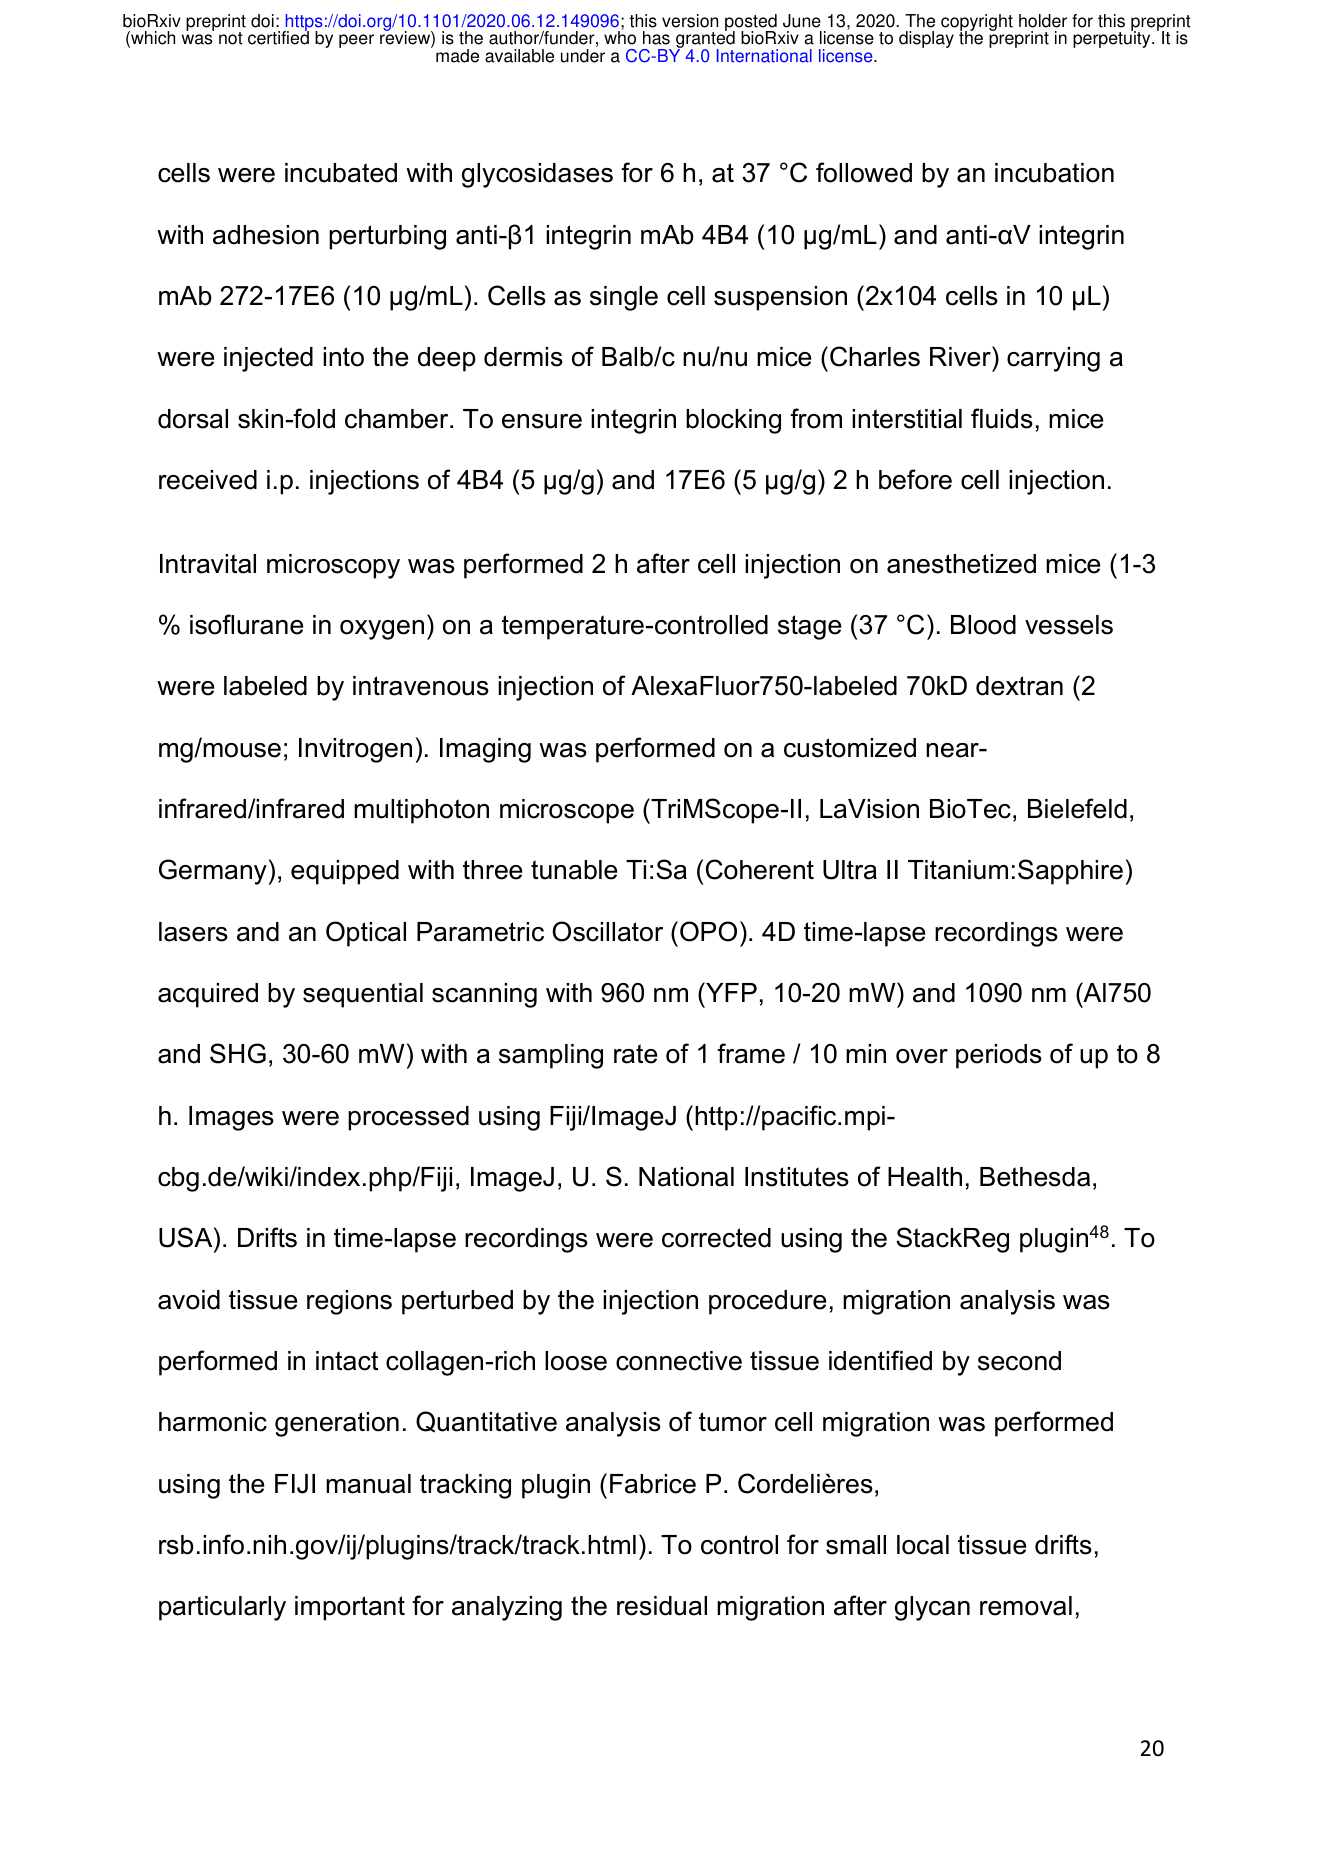 bioRxiv preprint doi: https://doi.org/10.1101/2020.06.12.149096; this version posted June 13, 2020. The copyright holder for this preprint
(which was not certified by peer review) is the author/funder, who has granted bioRxiv a license to display the preprint in perpetuity. It is
made available under a CC-BY 4.0 International license.
cells were incubated with glycosidases for 6 h, at 37 °C followed by an incubation
with adhesion perturbing anti-β1 integrin mAb 4B4 (10 μg/mL) and anti-αV integrin
mAb 272-17E6 (10 μg/mL). Cells as single cell suspension (2x104 cells in 10 μL)
were injected into the deep dermis of Balb/c nu/nu mice (Charles River) carrying a
dorsal skin-fold chamber. To ensure integrin blocking from interstitial fluids, mice
received i.p. injections of 4B4 (5 μg/g) and 17E6 (5 μg/g) 2 h before cell injection.
Intravital microscopy was performed 2 h after cell injection on anesthetized mice (1-3
% isoflurane in oxygen) on a temperature-controlled stage (37 °C). Blood vessels
were labeled by intravenous injection of AlexaFluor750-labeled 70kD dextran (2
mg/mouse; Invitrogen). Imaging was performed on a customized near-
infrared/infrared multiphoton microscope (TriMScope-II, LaVision BioTec, Bielefeld,
Germany), equipped with three tunable Ti:Sa (Coherent Ultra II Titanium:Sapphire)
lasers and an Optical Parametric Oscillator (OPO). 4D time-lapse recordings were
acquired by sequential scanning with 960 nm (YFP, 10-20 mW) and 1090 nm (Al750
and SHG, 30-60 mW) with a sampling rate of 1 frame / 10 min over periods of up to 8
h. Images were processed using Fiji/ImageJ (http://pacific.mpi-
cbg.de/wiki/index.php/Fiji, ImageJ, U. S. National Institutes of Health, Bethesda,
USA). Drifts in time-lapse recordings were corrected using the StackReg plugin48. To
avoid tissue regions perturbed by the injection procedure, migration analysis was
performed in intact collagen-rich loose connective tissue identified by second
harmonic generation. Quantitative analysis of tumor cell migration was performed
using the FIJI manual tracking plugin (Fabrice P. Cordelières,
rsb.info.nih.gov/ij/plugins/track/track.html). To control for small local tissue drifts,
particularly important for analyzing the residual migration after glycan removal,
20